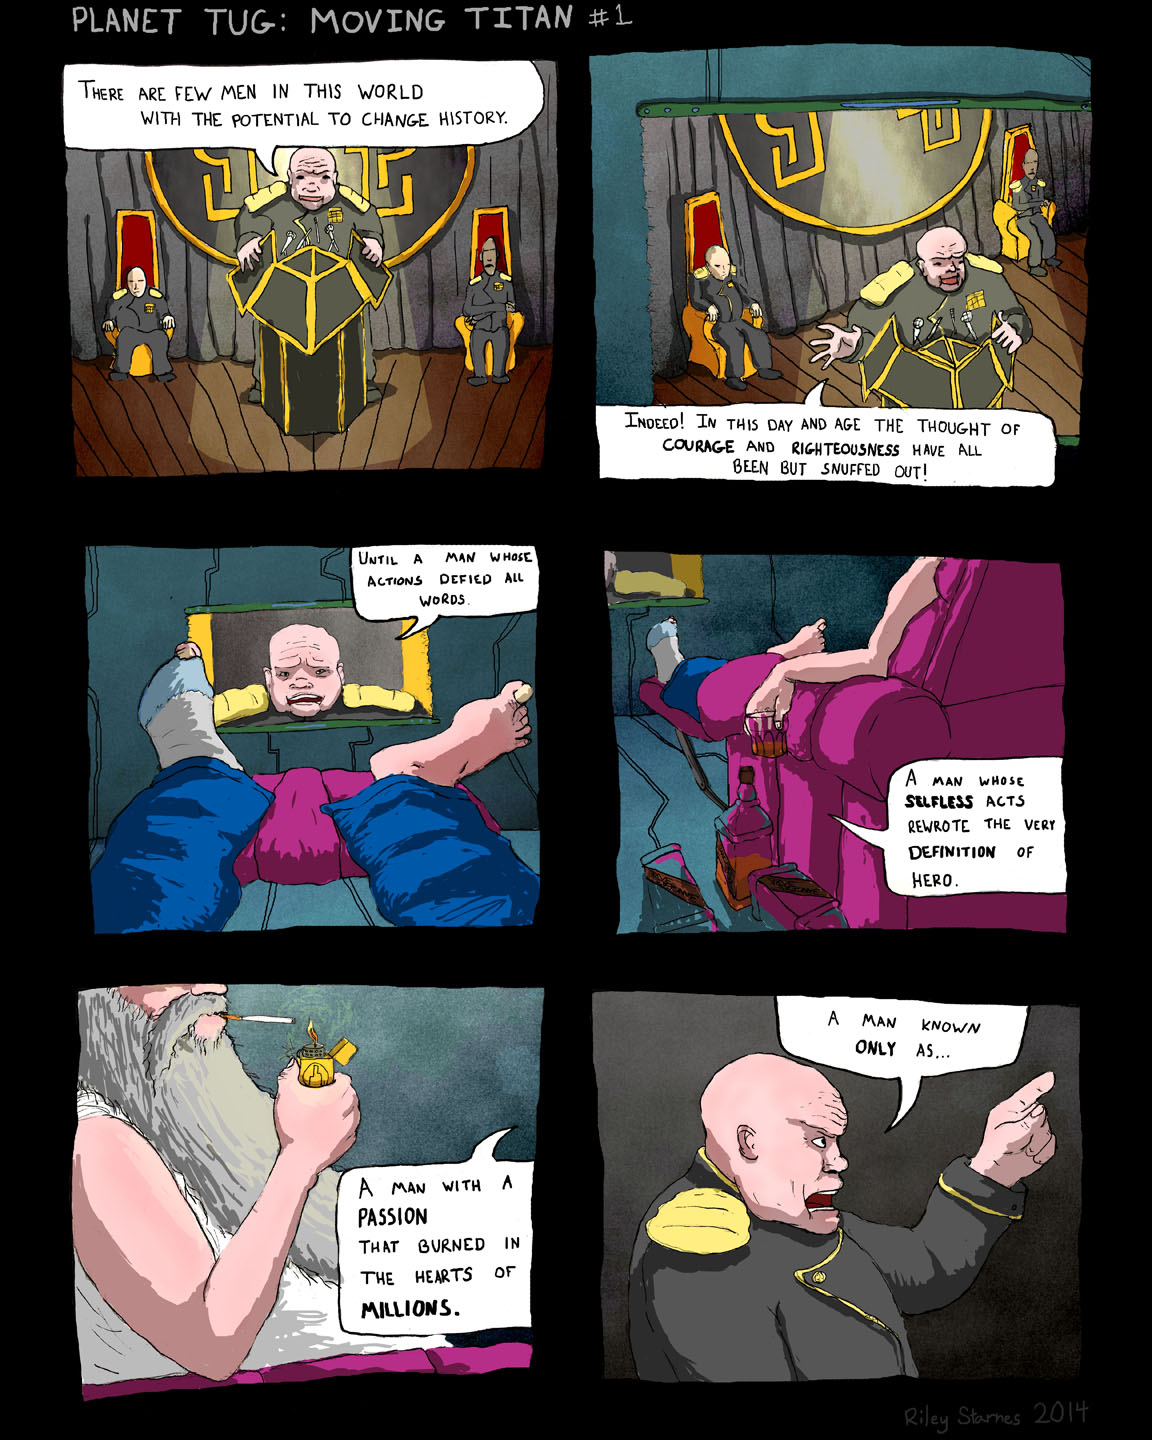 PLANET TUG: MOVING TITAN #1
THERE ARE FEW MEN IN THIS WORLD
WITH THE POTENTIAL TO CHANGE HISTORY.
INDEED! IN THIS DAY AND AGE THE THOUGHT OF
COURAGE AND RIGHTEOUSNESS HAVE ALL
BEEN BUT SNUFFED OUT!
UNTIL A MAN WHOSE
ACTIONS DEFIED ALL
WORDS.
A MAN WHOSE
SELFLESS ACTS
REWROTE THE VERY
DEFINITION OF
HERO.
A MAN WITH A
PASSION
THAT BURNED IN
THE HEARTS OF
MILLIONS.
A MAN KNOWN
ONLY AS...
Riley Starnes 2014